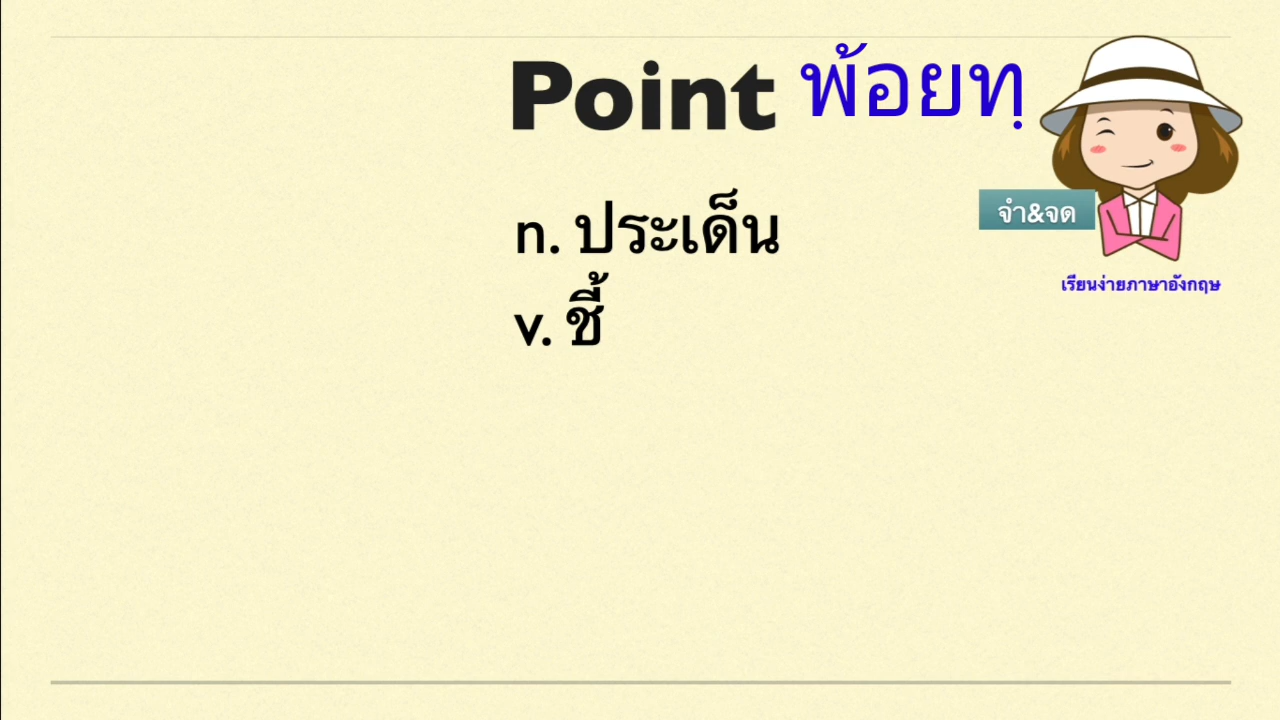 Point พ้อยทฺ
n. ประเด็น
v. ชี้
จำ&จด
เรียนง่ายภาษาอังกฤษ